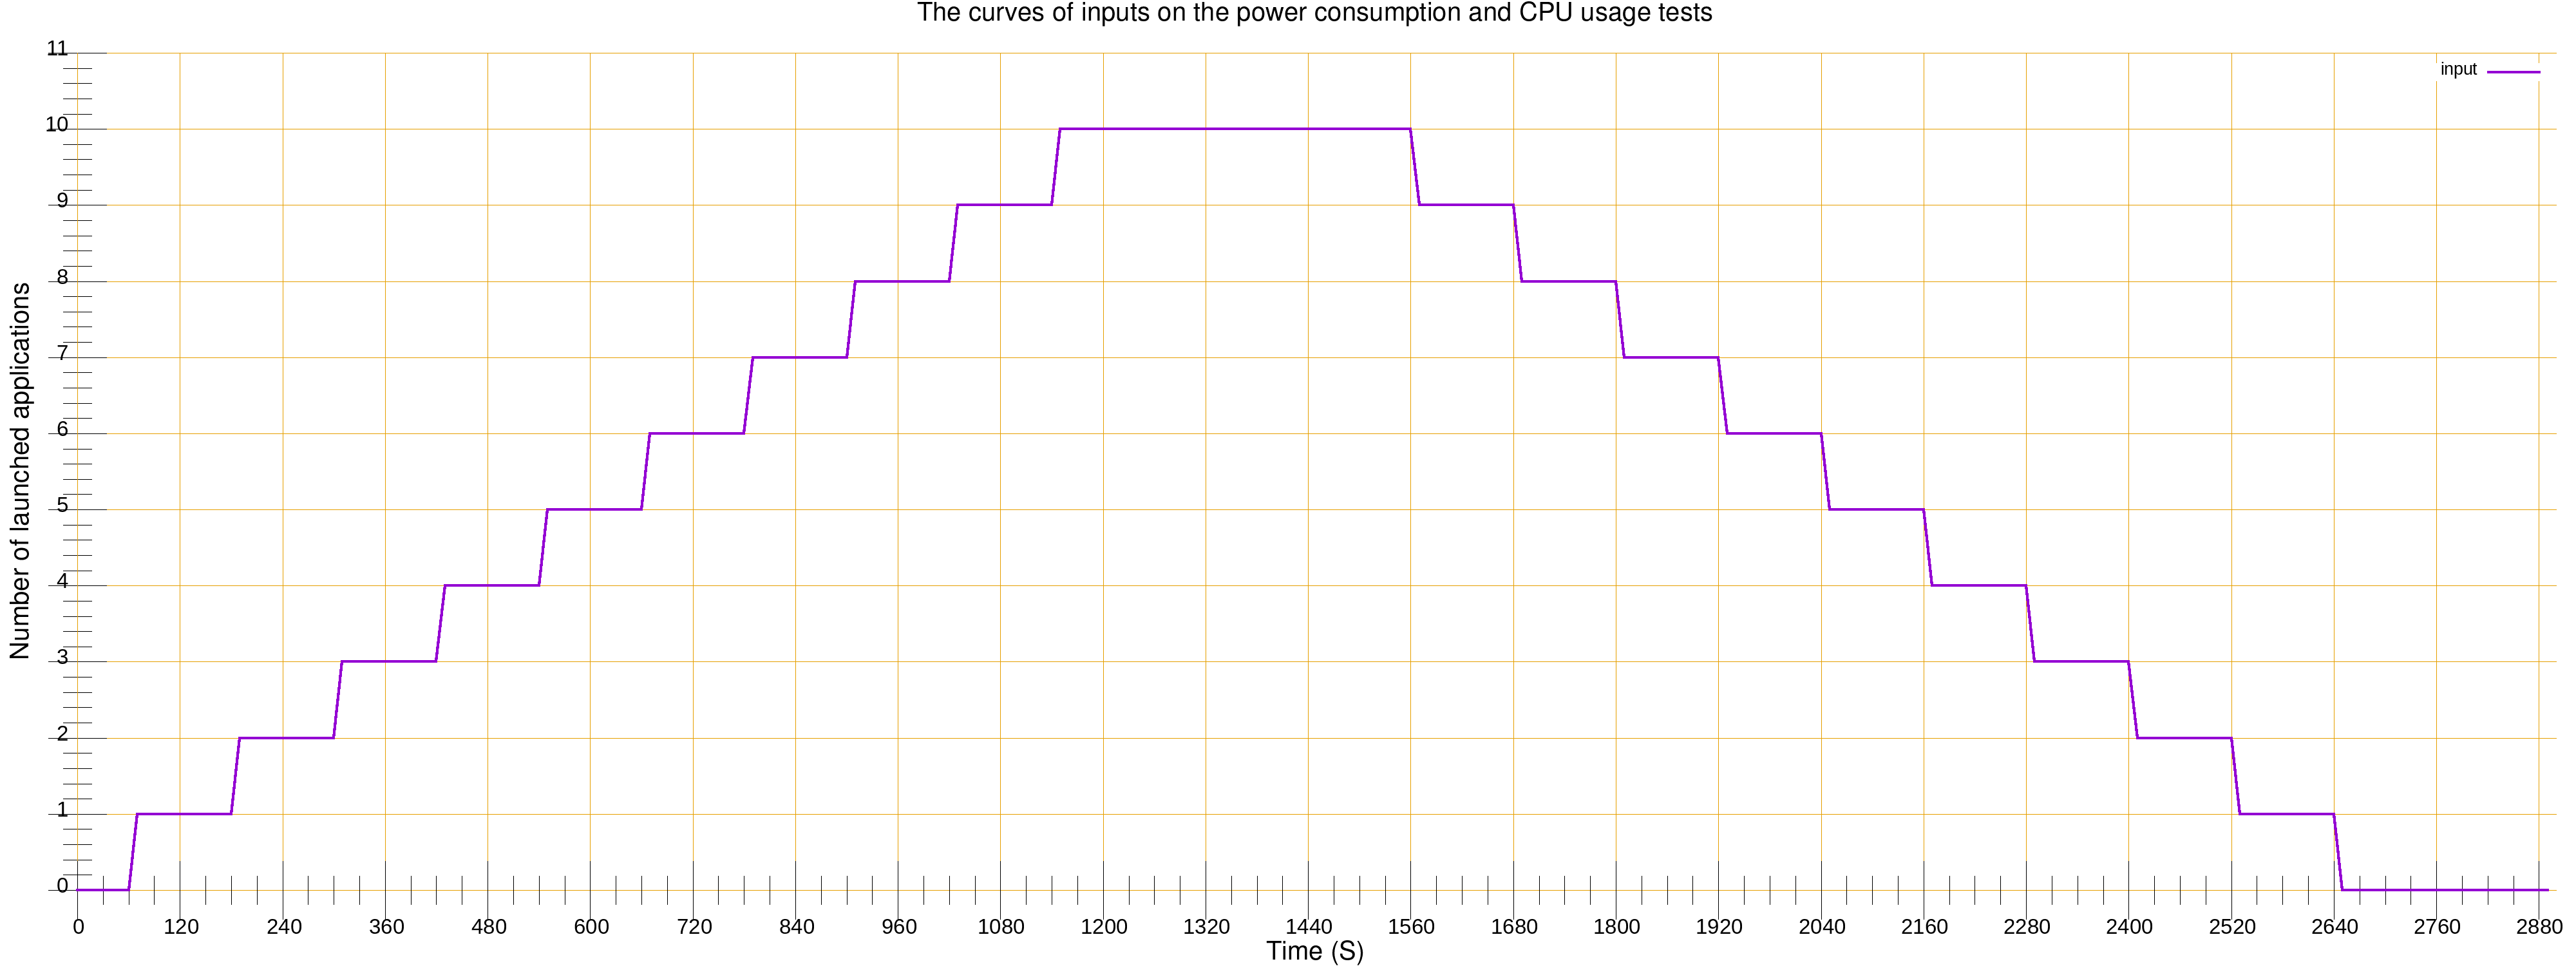 The curves of inputs on the power consumption and CPU usage tests
input
11
10
9
8
7
6
5
4
3
2
1
0
Number of launched applications
0 120 240 360 480 600 720 840 960 1080 1200 1320 1440 1560 1680 1800 1920 2040 2160 2280 2400 2520 2640 2760 2880
Time (S)